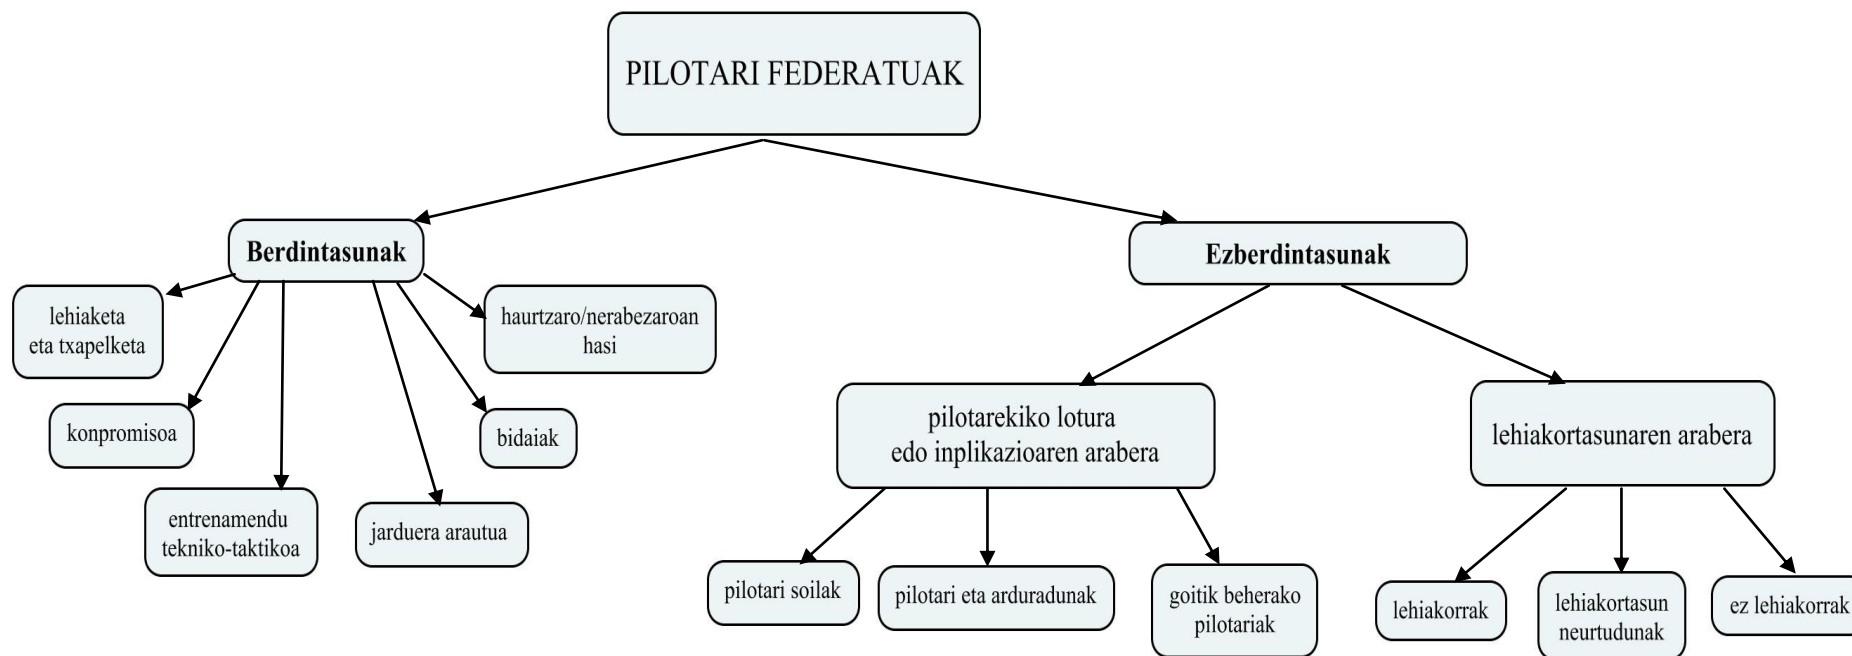 PILOTARI FEDERATUAK
Berdintasunak
Ezberdintasunak
lehiaketa
eta txapelketa
haurtzaro/nerabezaroan
hasi
konpromisoa
bidaiak
entrenamendu
tekniko-taktikoa
jarduera arautua
pilotarekiko lotura
edo inplikazioaren arabera
lehiakortasunaren arabera
pilotari soilak
pilotari eta arduradunak
goitik beherako
pilotariak
lehiakorrak
lehiakortasun
neurtudunak
ez lehiakorrak